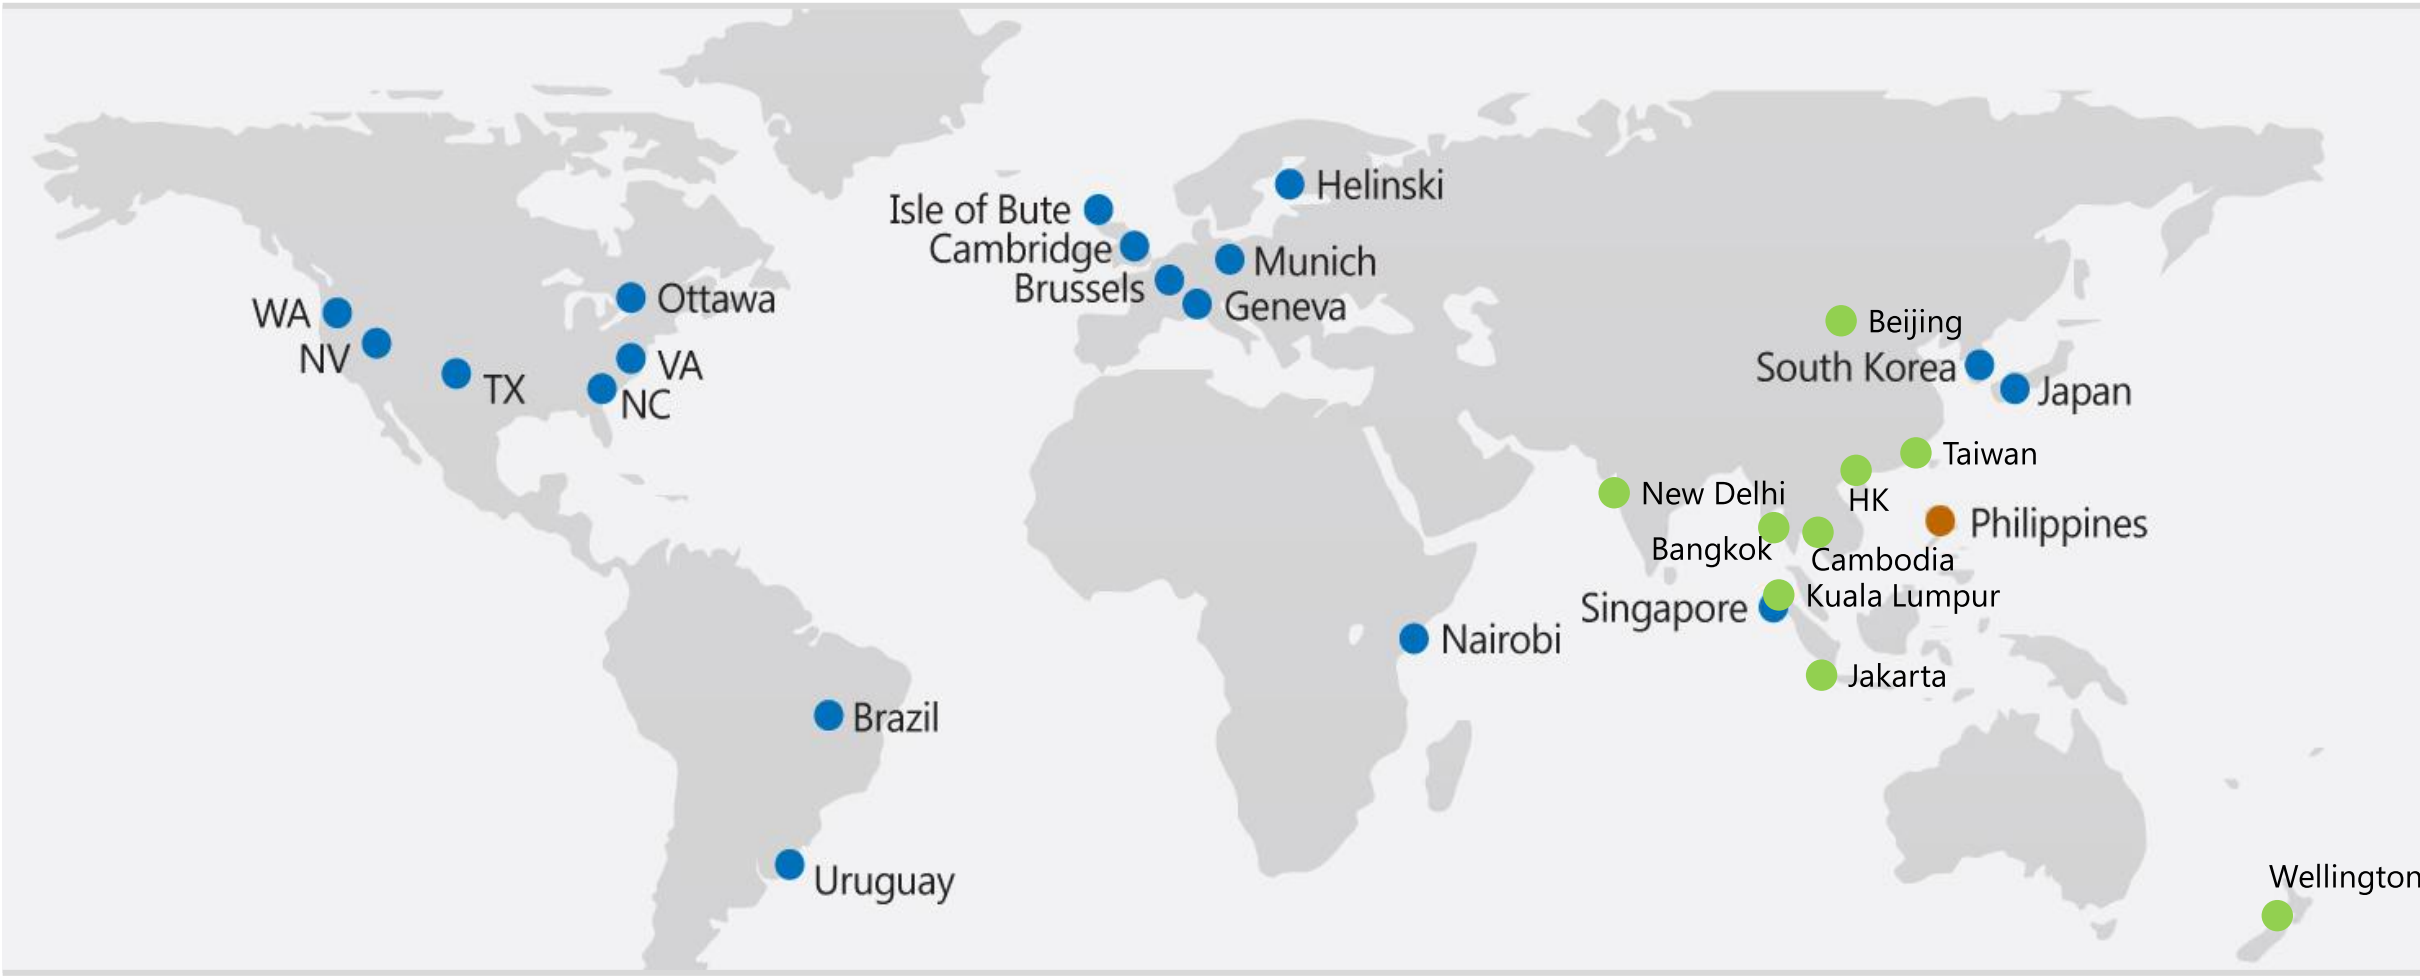 Helinski
Isle of Bute
Cambridge
Munich
Brussels
Geneva
Ottawa
WA
NV
VA
TX
NC
Beijing
South Korea
Japan
Taiwan
New Delhi
HK
Philippines
Bangkok
Cambodia
Kuala Lumpur
Singapore
Nairobi
Jakarta
Brazil
Uruguay
Wellington